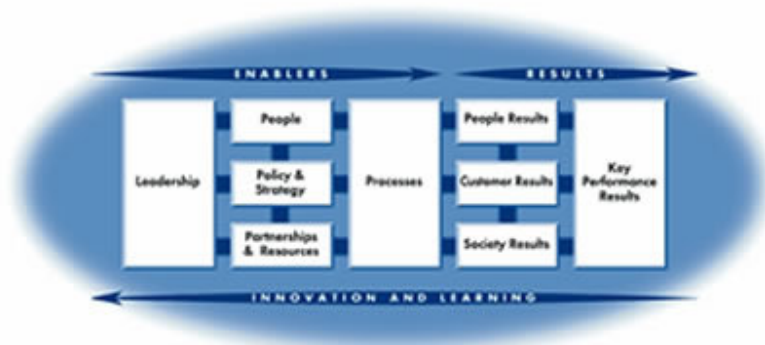 ENABLERS
RESULTS
Leadership
People
Policy &
Strategy
Partnerships
& Resources
Processes
People Results
Customer Results
Society Results
Key
Performance
Results
INNOVATION AND LEARNING